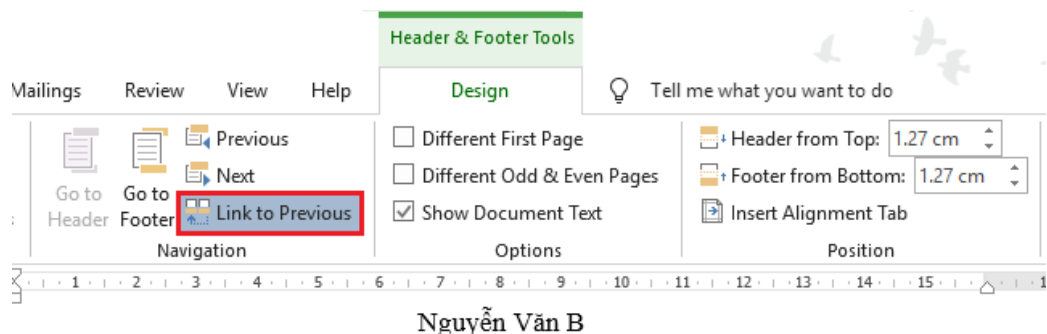 Header & Footer Tools
Mailings Review View Help Design Tell me what you want to do
Previous Different First Page Header from Top: 1.27 cm
Go to Header Go to Footer Next Different Odd & Even Pages Footer from Bottom: 1.27 cm
Link to Previous Show Document Text Insert Alignment Tab
Navigation Options Position
1 2 3 4 5 6 7 8 9 10 11 12 13 14 15
Nguyễn Văn B